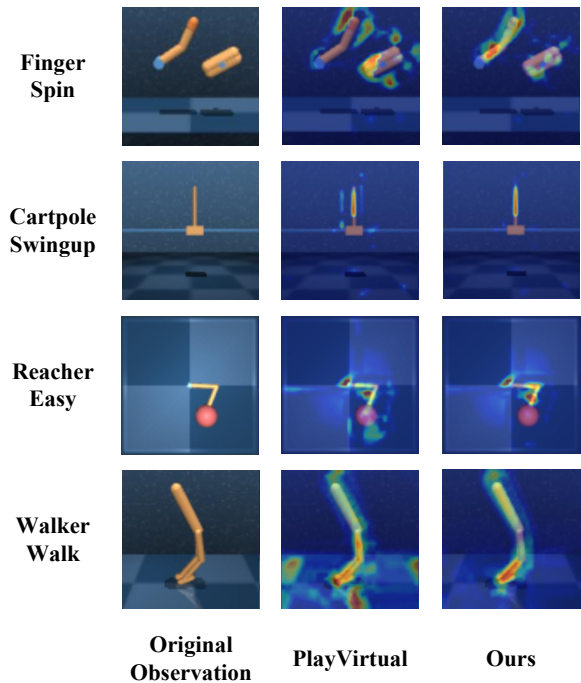 Finger
Spin
Cartpole
Swingup
Reacher
Easy
Walker
Walk
Original
Observation
PlayVirtual
Ours